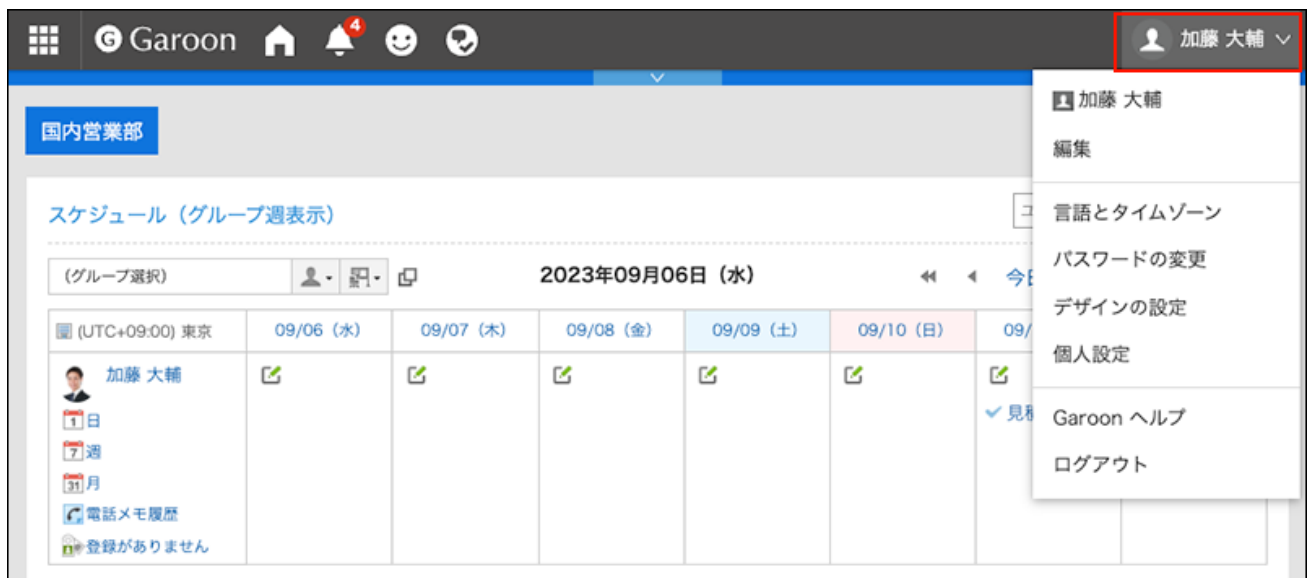 G Garoon 4 加藤 大輔
加藤 大輔
国内営業部
編集
スケジュール（グループ週表示）
言語とタイムゾーン
パスワードの変更
(グループ選択)
2023年09月06日（水）
デザインの設定
(UTC+09:00) 東京 09/06（水） 09/07（木） 09/08（金） 09/09（土） 09/10（日） 09/
個人設定
加藤 大輔
1 日
Garoon ヘルプ
7 週
ログアウト
31 月
電話メモ履歴
登録がありません